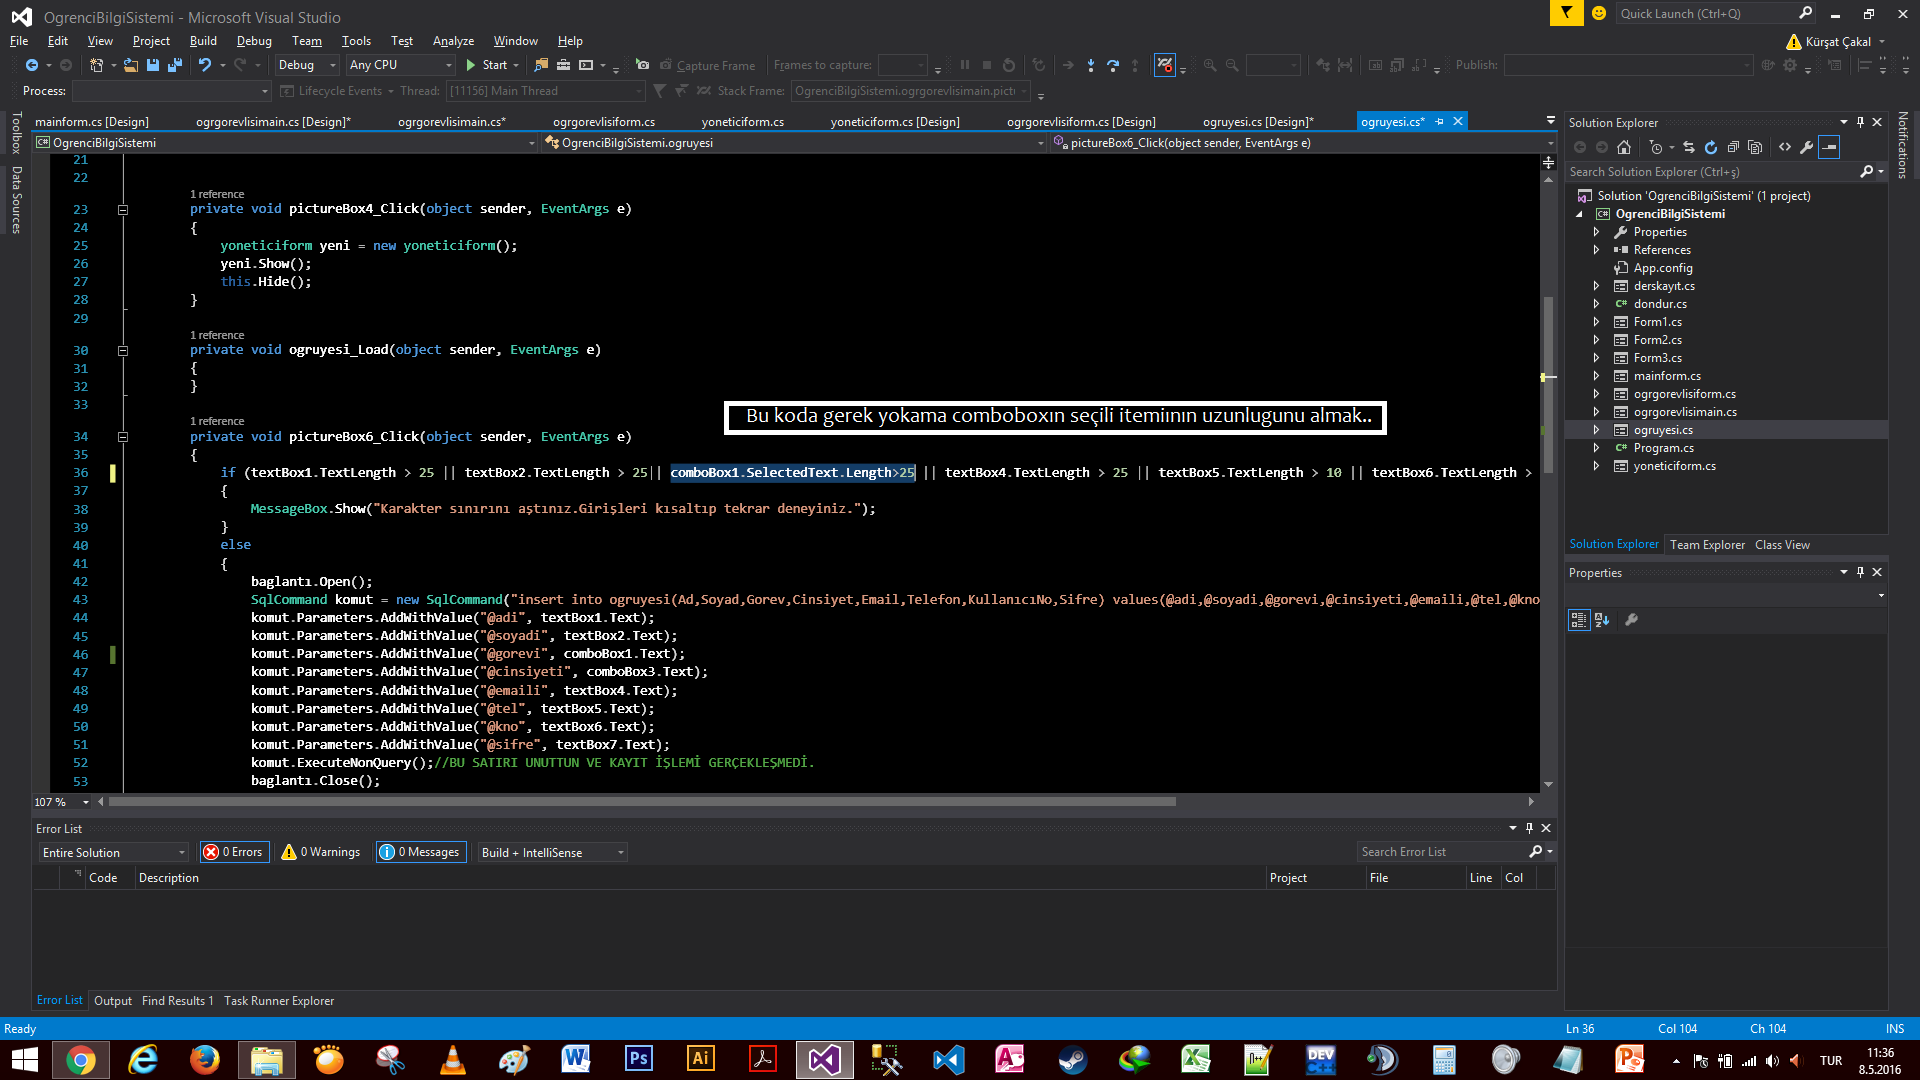 OgrenciBilgiSistemi - Microsoft Visual Studio
Quick Launch (Ctrl+Q)
File Edit View Project Build Debug Team Tools Test Analyze Window Help
Kürşat Çakal
Debug Any CPU Start Capture Frame Frames to capture: Publish:
Process: Lifecycle Events Thread: [11156] Main Thread Stack Frame: OgrenciBilgiSistemi.ogrgorevlisimain.pict
mainform.cs [Design] ogrgorevlisimain.cs [Design]* ogrgorevlisimain.cs* ogrgorevlisiform.cs yoneticiform.cs yoneticiform.cs [Design] ogrgorevlisiform.cs [Design] ogruyesi.cs [Design]* ogruyesi.cs*
OgrenciBilgiSistemi OgrenciBilgiSistemi.ogruyesi pictureBox6_Click(object sender, EventArgs e)
Toolbox
Data Sources
21
22
1 reference
23 private void pictureBox4_Click(object sender, EventArgs e)
24 {
25 yoneticiform yeni = new yoneticiform();
26 yeni.Show();
27 this.Hide();
28 }
29
1 reference
30 private void ogruyesi_Load(object sender, EventArgs e)
31 {
32 }
33
Bu koda gerek yokama comboboxın seçili itemiının uzunlugunu almak..
1 reference
34 private void pictureBox6_Click(object sender, EventArgs e)
35 {
36 if (textBox1.TextLength > 25 || textBox2.TextLength > 25|| comboBox1.SelectedText.Length>25 || textBox4.TextLength > 25 || textBox5.TextLength > 10 || textBox6.TextLength >
37 {
38 MessageBox.Show("Karakter sınırını aştınız.Girişleri kısaltıp tekrar deneyiniz.");
39 }
40 else
41 {
42 baglantı.Open();
43 SqlCommand komut = new SqlCommand("insert into ogruyesi(Ad,Soyad,Gorev,Cinsiyet,Email,Telefon,KullanıcıNo,Sifre) values(@adi,@soyadi,@gorevi,@cinsiyeti,@emaili,@tel,@kno
44 komut.Parameters.AddWithValue("@adi", textBox1.Text);
45 komut.Parameters.AddWithValue("@soyadi", textBox2.Text);
46 komut.Parameters.AddWithValue("@gorevi", comboBox1.Text);
47 komut.Parameters.AddWithValue("@cinsiyeti", comboBox3.Text);
48 komut.Parameters.AddWithValue("@emaili", textBox4.Text);
49 komut.Parameters.AddWithValue("@tel", textBox5.Text);
50 komut.Parameters.AddWithValue("@kno", textBox6.Text);
51 komut.Parameters.AddWithValue("@sifre", textBox7.Text);
52 komut.ExecuteNonQuery();//BU SATIRI UNUTTUN VE KAYIT İŞLEMİ GERÇEKLEŞMEDİ.
53 baglantı.Close();
107 %
Error List
Entire Solution 0 Errors 0 Warnings 0 Messages Build + IntelliSense Search Error List
Code Description Project File Line Col
Error List Output Find Results 1 Task Runner Explorer
Solution Explorer
Search Solution Explorer (Ctrl+ş)
Solution 'OgrenciBilgiSistemi' (1 project)
C# OgrenciBilgiSistemi
Properties
References
App.config
derskayıt.cs
C# dondur.cs
Form1.cs
Form2.cs
Form3.cs
mainform.cs
ogrgorevlisiform.cs
ogrgorevlisimain.cs
ogruyesi.cs
C# Program.cs
yoneticiform.cs
Solution Explorer Team Explorer Class View
Properties
Notifications
Ready Ln 36 Col 104 Ch 104 INS
Ps Ai DEV TUR
11:36
8.5.2016